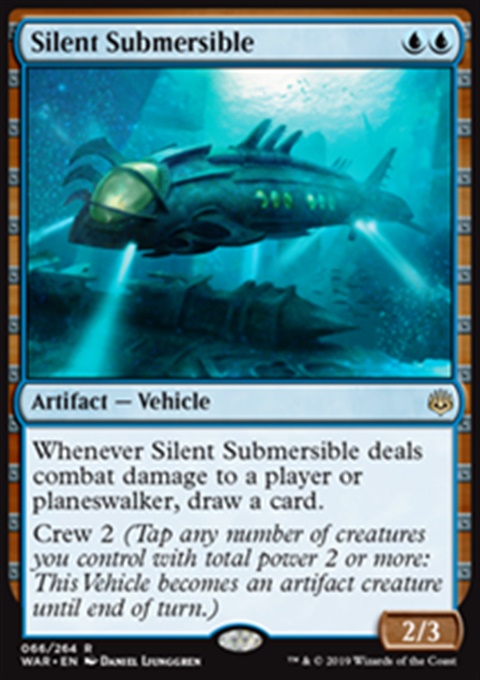 Silent Submersible
Artifact — Vehicle
Whenever Silent Submersible deals
combat damage to a player or
planeswalker, draw a card.
Crew 2 (Tap any number of creatures
you control with total power 2 or more:
This Vehicle becomes an artifact creature
until end of turn.)
2/3
066/264 R
WAR • EN Daniel Ljunggren
™ & © 2019 Wizards of the Coast